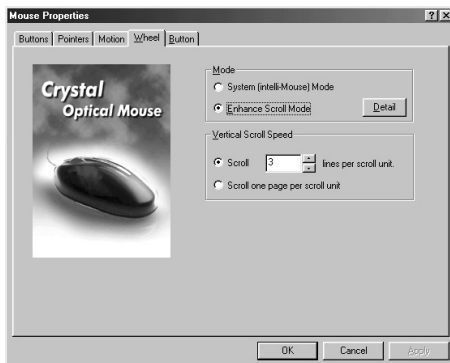 Mouse Properties
Buttons Pointers Motion Wheel Button
Crystal
Optical Mouse
Mode
System (intelli-Mouse) Mode
Enhance Scroll Mode
Detail
Vertical Scroll Speed
Scroll 3 lines per scroll unit.
Scroll one page per scroll unit
OK Cancel Apply